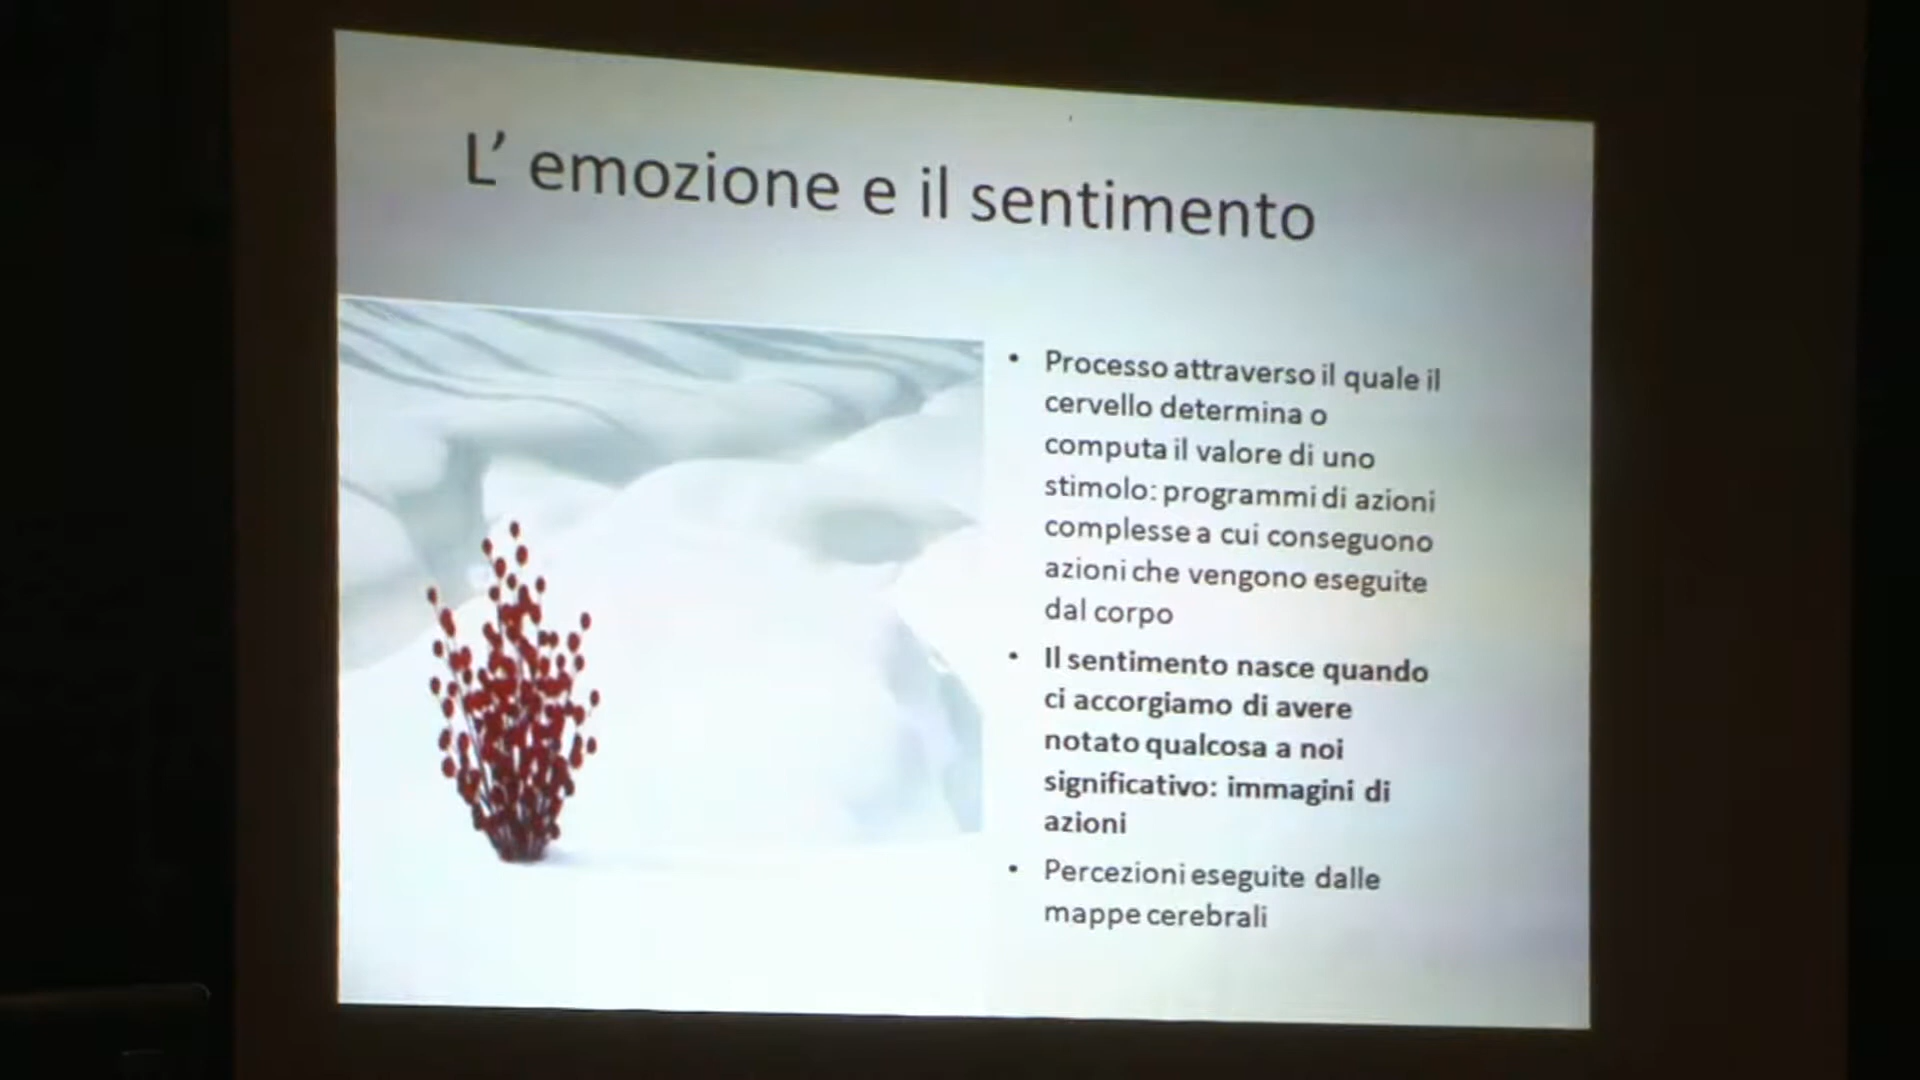 L’ emozione e il sentimento
• Processo attraverso il quale il
cervello determina o
computa il valore di uno
stimolo: programmi di azioni
complesse a cui conseguono
azioni che vengono eseguite
dal corpo
• Il sentimento nasce quando
ci accorgiamo di avere
notato qualcosa a noi
significativo: immagini di
azioni
• Percezioni eseguite dalle
mappe cerebrali